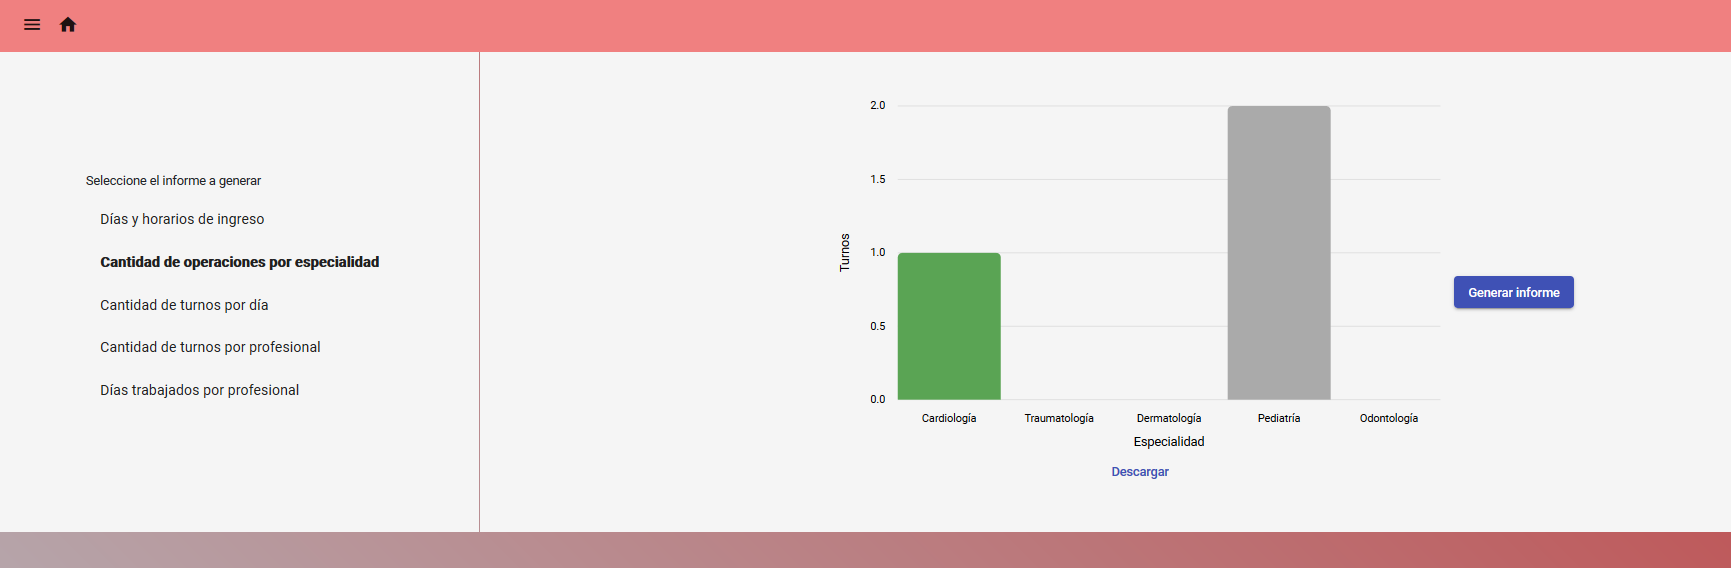 Seleccione el informe a generar
Días y horarios de ingreso
Cantidad de operaciones por especialidad
Cantidad de turnos por día
Cantidad de turnos por profesional
Días trabajados por profesional
Turnos
2.0
1.5
1.0
0.5
0.0
Cardiología Traumatología Dermatología Pediatría Odontología
Especialidad
Descargar
Generar informe